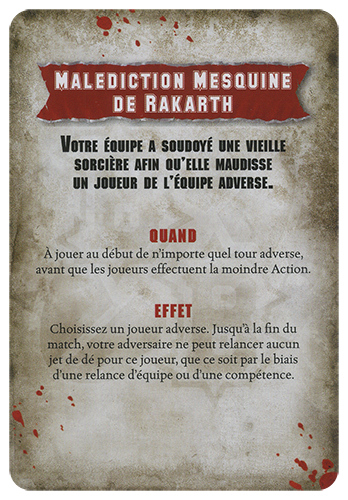 MALEDICTION MESQUINE
DE RAKARTH
VOTRE ÉQUIPE A SOUDOYÉ UNE VIEILLE
SORCIÈRE AFIN QU'ELLE MAUDISSE
UN JOUEUR DE L'ÉQUIPE ADVERSE.
QUAND
À jouer au début de n'importe quel tour adverse,
avant que les joueurs effectuent la moindre Action.
EFFET
Choisissez un joueur adverse. Jusqu'à la fin du
match, votre adversaire ne peut relancer aucun
jet de dé pour ce joueur, que ce soit par le biais
d'une relance d'équipe ou d'une compétence.